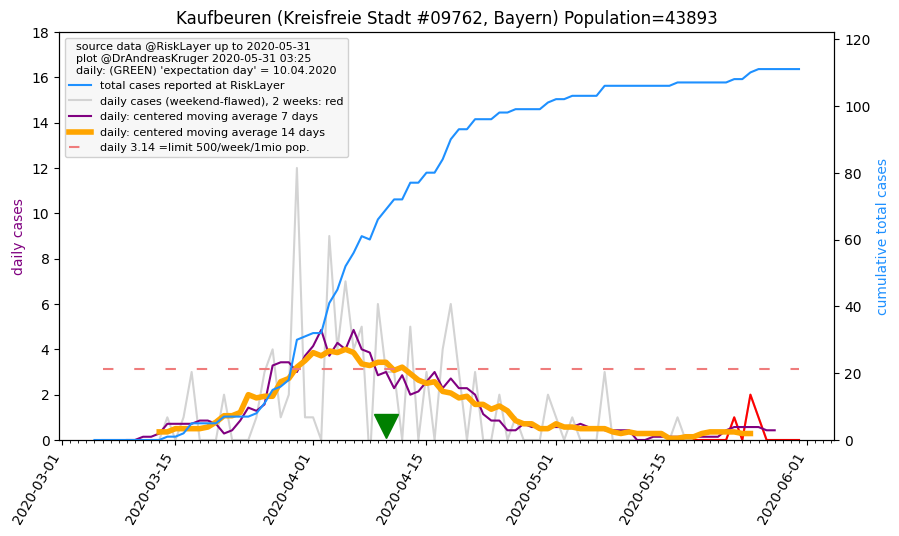 Kaufbeuren (Kreisfreie Stadt #09762, Bayern) Population=43893
source data @RiskLayer up to 2020-05-31
plot @DrAndreasKruger 2020-05-31 03:25
daily: (GREEN) 'expectation day' = 10.04.2020
total cases reported at RiskLayer
daily cases (weekend-flawed), 2 weeks: red
daily: centered moving average 7 days
daily: centered moving average 14 days
daily 3.14 =limit 500/week/1mio pop.
daily cases
18
16
14
12
10
8
6
4
2
0
cumulative total cases
120
100
80
60
40
20
0
2020-03-01
2020-03-15
2020-04-01
2020-04-15
2020-05-01
2020-05-15
2020-06-01